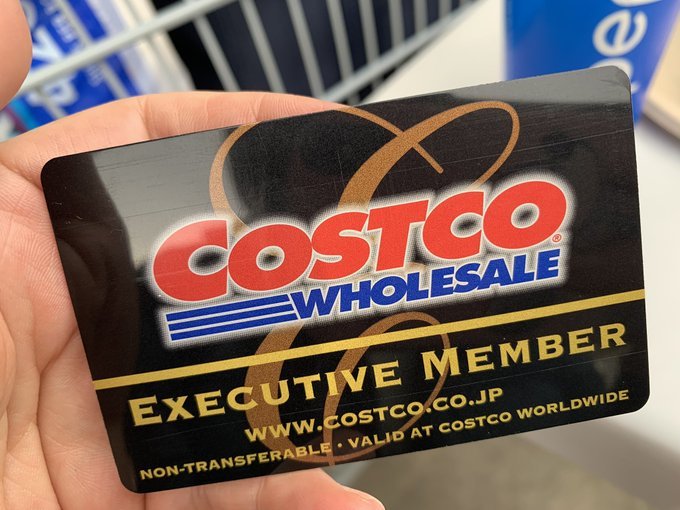 COSTCO
WHOLESALE
EXECUTIVE MEMBER
WWW.COSTCO.CO.JP
NON-TRANSFERABLE · VALID AT COSTCO WORLDWIDE